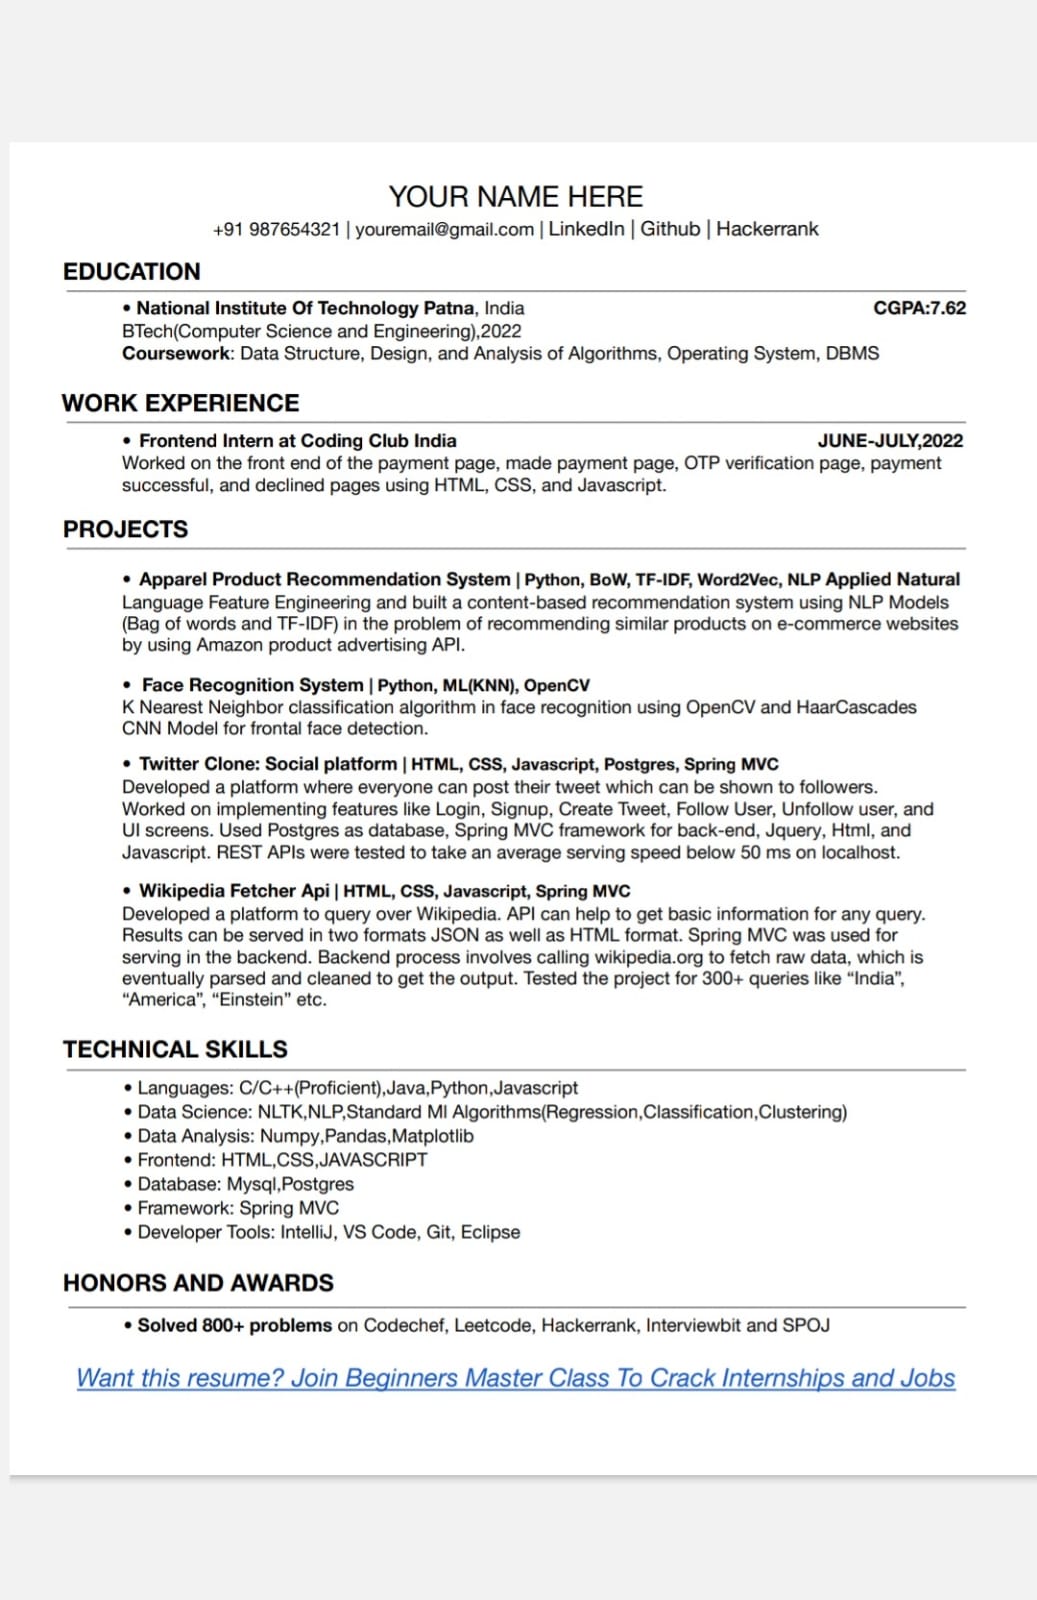 YOUR NAME HERE
+91 987654321 | youremail@gmail.com | LinkedIn | Github | Hackerrank
EDUCATION
• National Institute Of Technology Patna, India CGPA:7.62
BTech(Computer Science and Engineering),2022
Coursework: Data Structure, Design, and Analysis of Algorithms, Operating System, DBMS
WORK EXPERIENCE
• Frontend Intern at Coding Club India JUNE-JULY,2022
Worked on the front end of the payment page, made payment page, OTP verification page, payment
successful, and declined pages using HTML, CSS, and Javascript.
PROJECTS
• Apparel Product Recommendation System | Python, BoW, TF-IDF, Word2Vec, NLP Applied Natural
Language Feature Engineering and built a content-based recommendation system using NLP Models
(Bag of words and TF-IDF) in the problem of recommending similar products on e-commerce websites
by using Amazon product advertising API.
• Face Recognition System | Python, ML(KNN), OpenCV
K Nearest Neighbor classification algorithm in face recognition using OpenCV and HaarCascades
CNN Model for frontal face detection.
• Twitter Clone: Social platform | HTML, CSS, Javascript, Postgres, Spring MVC
Developed a platform where everyone can post their tweet which can be shown to followers.
Worked on implementing features like Login, Signup, Create Tweet, Follow User, Unfollow user, and
UI screens. Used Postgres as database, Spring MVC framework for back-end, Jquery, Html, and
Javascript. REST APIs were tested to take an average serving speed below 50 ms on localhost.
• Wikipedia Fetcher Api | HTML, CSS, Javascript, Spring MVC
Developed a platform to query over Wikipedia. API can help to get basic information for any query.
Results can be served in two formats JSON as well as HTML format. Spring MVC was used for
serving in the backend. Backend process involves calling wikipedia.org to fetch raw data, which is
eventually parsed and cleaned to get the output. Tested the project for 300+ queries like “India”,
“America”, “Einstein” etc.
TECHNICAL SKILLS
• Languages: C/C++(Proficient),Java,Python,Javascript
• Data Science: NLTK,NLP,Standard Ml Algorithms(Regression,Classification,Clustering)
• Data Analysis: Numpy,Pandas,Matplotlib
• Frontend: HTML,CSS,JAVASCRIPT
• Database: Mysql,Postgres
• Framework: Spring MVC
• Developer Tools: IntelliJ, VS Code, Git, Eclipse
HONORS AND AWARDS
• Solved 800+ problems on Codechef, Leetcode, Hackerrank, Interviewbit and SPOJ
Want this resume? Join Beginners Master Class To Crack Internships and Jobs